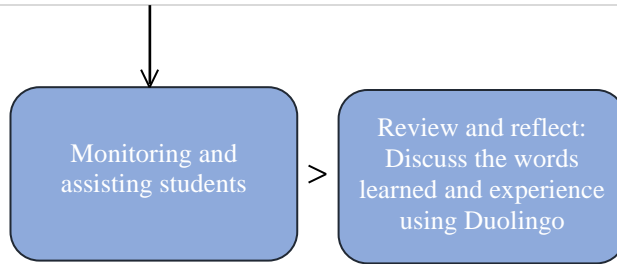 Monitoring and
assisting students
>
Review and reflect:
Discuss the words
learned and experience
using Duolingo